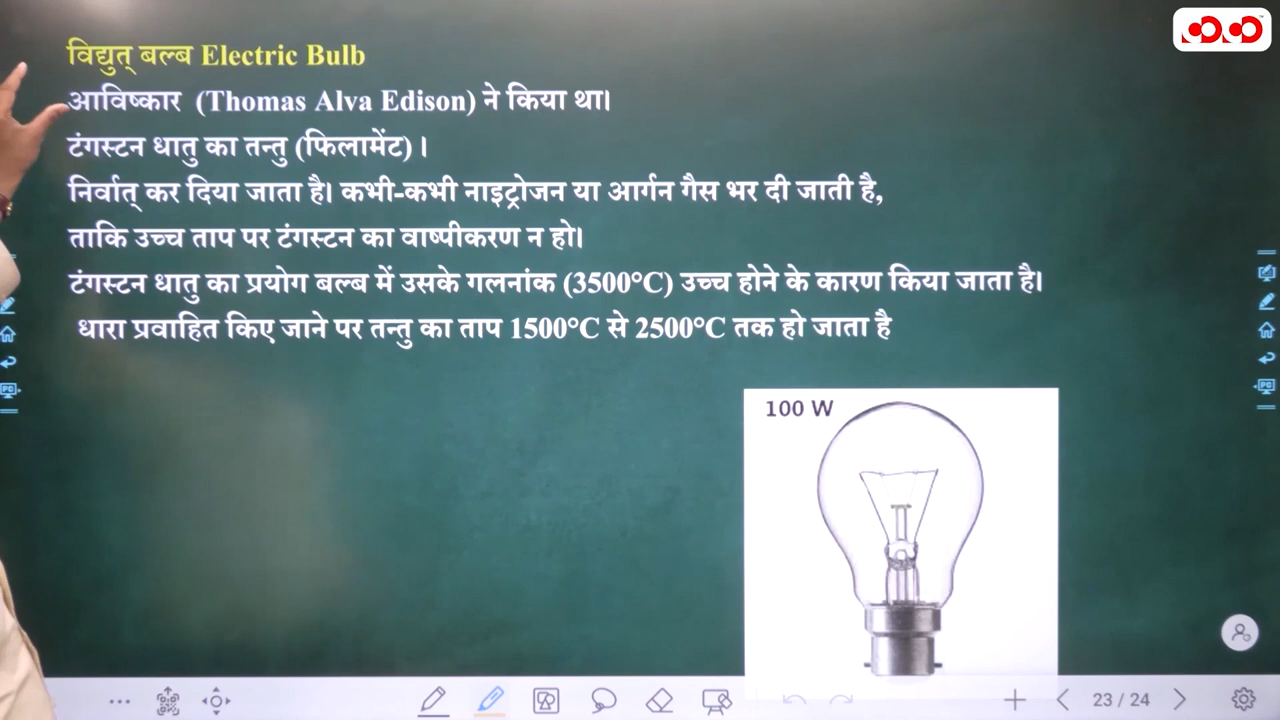 विद्युत् बल्ब Electric Bulb
आविष्कार (Thomas Alva Edison) ने किया था।
टंगस्टन धातु का तन्तु (फिलामेंट)।
निर्वात् कर दिया जाता है। कभी-कभी नाइट्रोजन या आर्गन गैस भर दी जाती है,
ताकि उच्च ताप पर टंगस्टन का वाष्पीकरण न हो।
टंगस्टन धातु का प्रयोग बल्ब में उसके गलनांक (3500°C) उच्च होने के कारण किया जाता है।
धारा प्रवाहित किए जाने पर तन्तु का ताप 1500°C से 2500°C तक हो जाता है
100 W
PC
PC
23 / 24